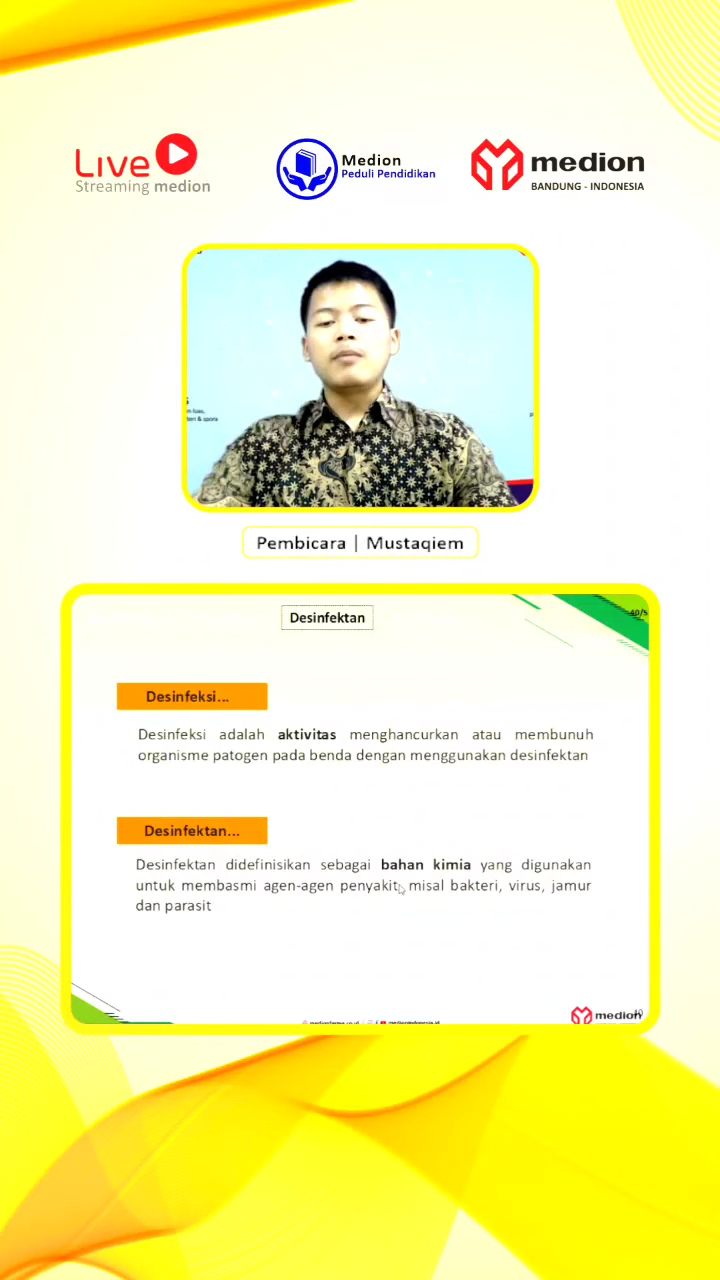 Live
Streaming medion
Medion
Peduli Pendidikan
medion
BANDUNG - INDONESIA
Pembicara | Mustaqiem
40/5
Desinfektan
Desinfeksi...
Desinfeksi adalah aktivitas menghancurkan atau membunuh
organisme patogen pada benda dengan menggunakan desinfektan
Desinfektan...
Desinfektan didefinisikan sebagai bahan kimia yang digunakan
untuk membasmi agen-agen penyakit, misal bakteri, virus, jamur
dan parasit
medion